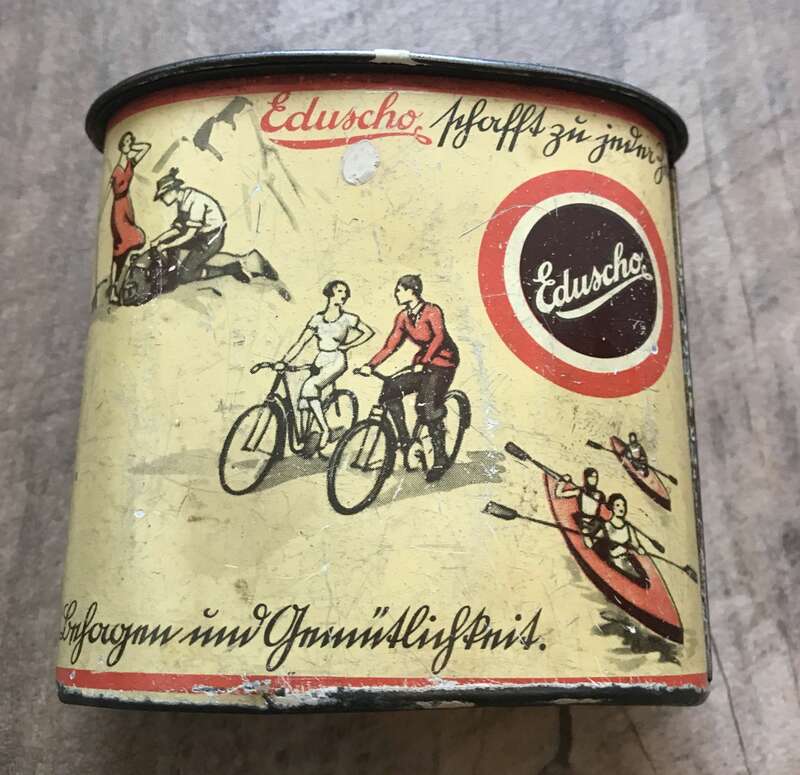 Eduscho schafft zu jeder
Eduscho
Behagen und Gemütlichkeit.